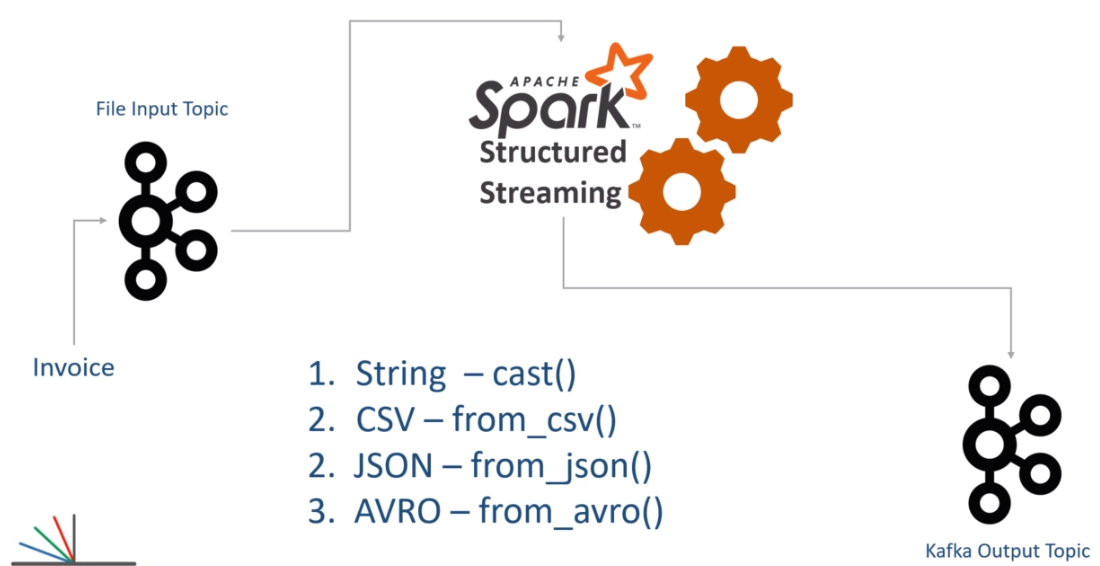 File Input Topic
APACHE
Spark™
Structured
Streaming
Invoice
1. String – cast()
2. CSV – from_csv()
2. JSON – from_json()
3. AVRO – from_avro()
Kafka Output Topic